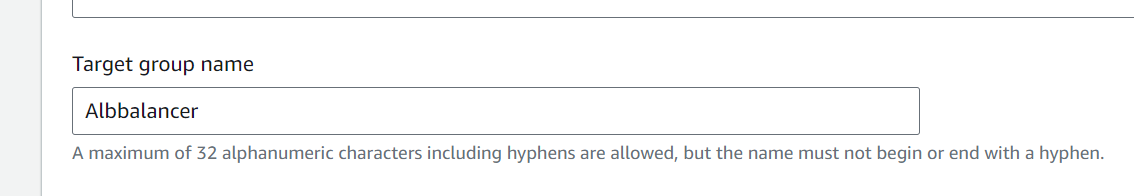 Target group name
Albbalancer
A maximum of 32 alphanumeric characters including hyphens are allowed, but the name must not begin or end with a hyphen.